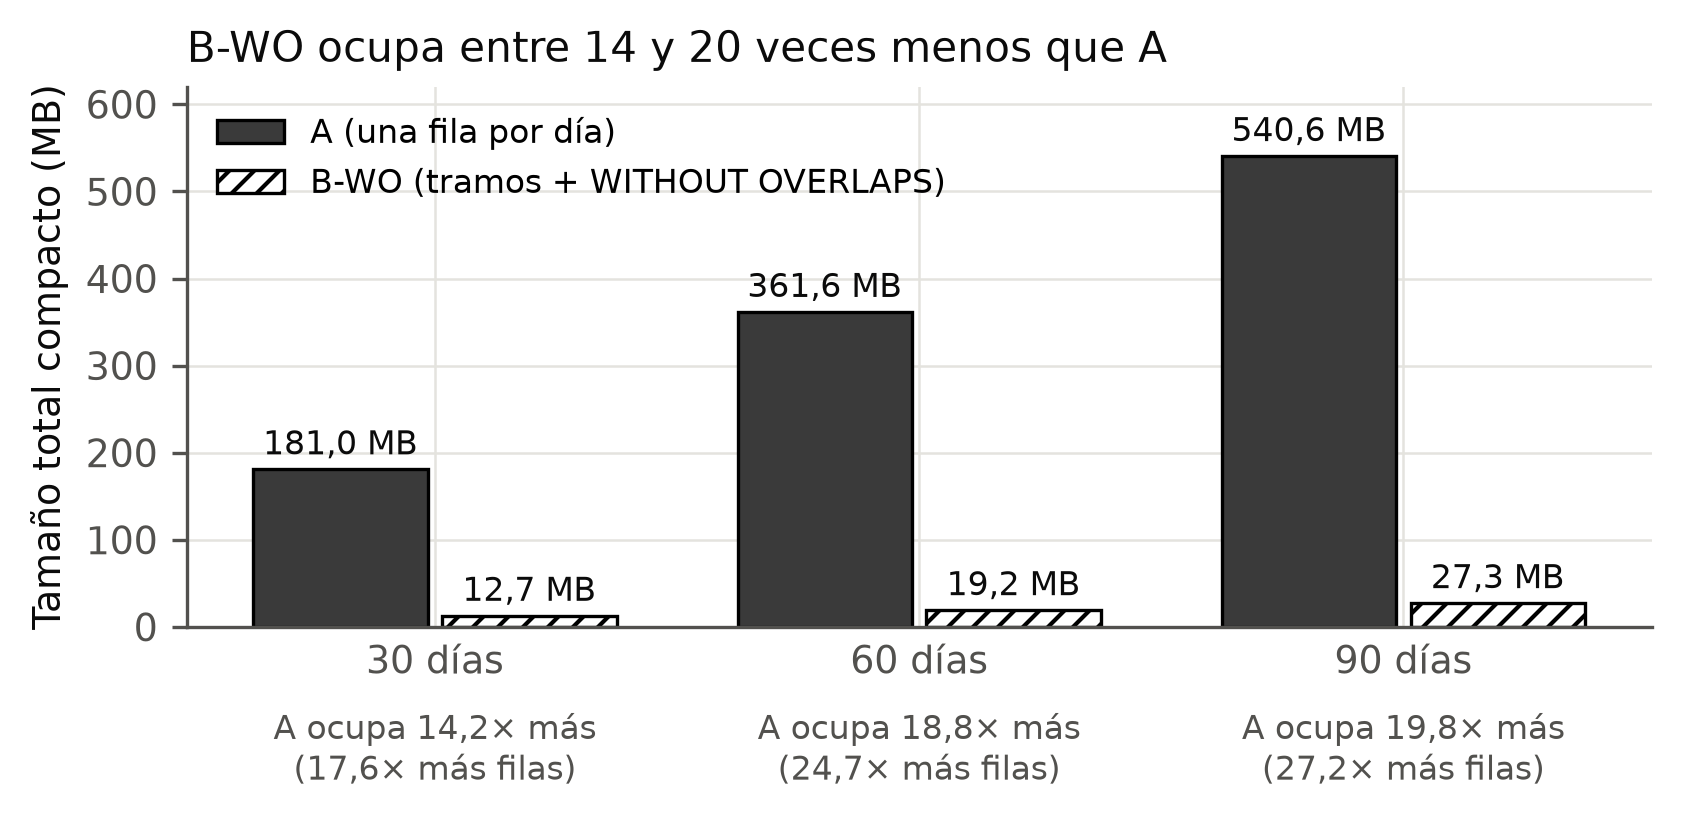 B-WO ocupa entre 14 y 20 veces menos que A
Tamaño total compacto (MB)
600
500
400
300
200
100
0
A (una fila por día)
B-WO (tramos + WITHOUT OVERLAPS)
181,0 MB
12,7 MB
361,6 MB
19,2 MB
540,6 MB
27,3 MB
30 días
60 días
90 días
A ocupa 14,2× más
(17,6× más filas)
A ocupa 18,8× más
(24,7× más filas)
A ocupa 19,8× más
(27,2× más filas)